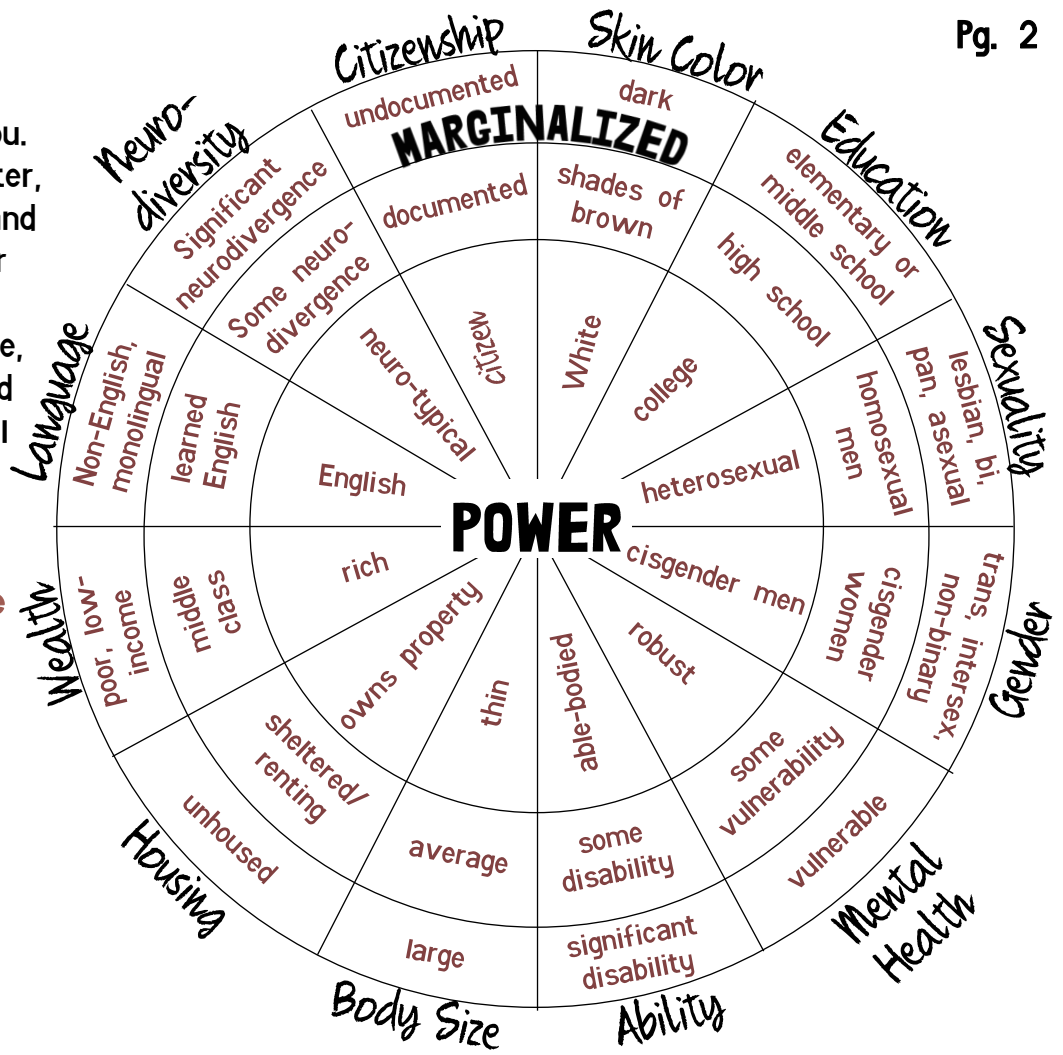 Pg. 2
ou.
ter,
and
r
e,
d
l
e
Citizenship
undocumented
documented
citizew
Skin Color
dark
shades of
brown
White
Education
elementary or
middle school
high school
college
Sexuality
lesbian, bi,
pan, asexual
homosexual
men
heterosexual
Gender
trans, intersex,
non-binary
cisgender
women
cisgender men
Mental
Health
vulnerable
some
vulnerability
robust
Ability
significant
disability
some
disability
able-bodied
Body Size
large
average
thin
Housing
unhoused
sheltered/
renting
owns property
Wealth
poor, low-
income
middle
class
rich
Language
Non-English,
monolingual
learned
English
English
Neuro-
diversity
Significant
neurodivergence
Some neuro-
divergence
neuro-typical
MARGINALIZED
POWER